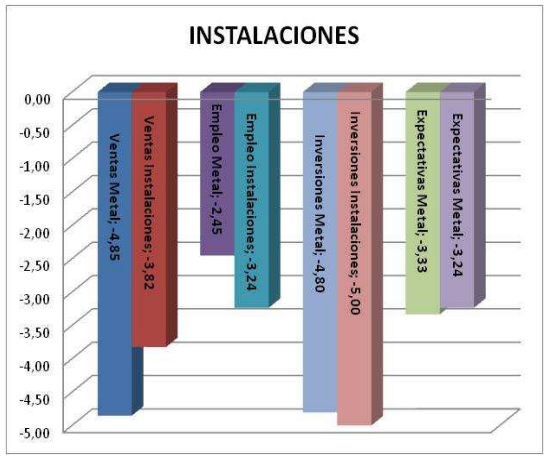 INSTALACIONES
0,00
-0,50
-1,00
-1,50
-2,00
-2,50
-3,00
-3,50
-4,00
-4,50
-5,00
Ventas Metal; -4,85
Ventas Instalaciones; -3,82
Empleo Metal; -2,45
Empleo Instalaciones; -3,24
Inversiones Metal; -4,80
Inversiones Instalaciones; -5,00
Expectativas Metal; -3,33
Expectativas Metal; -3,24